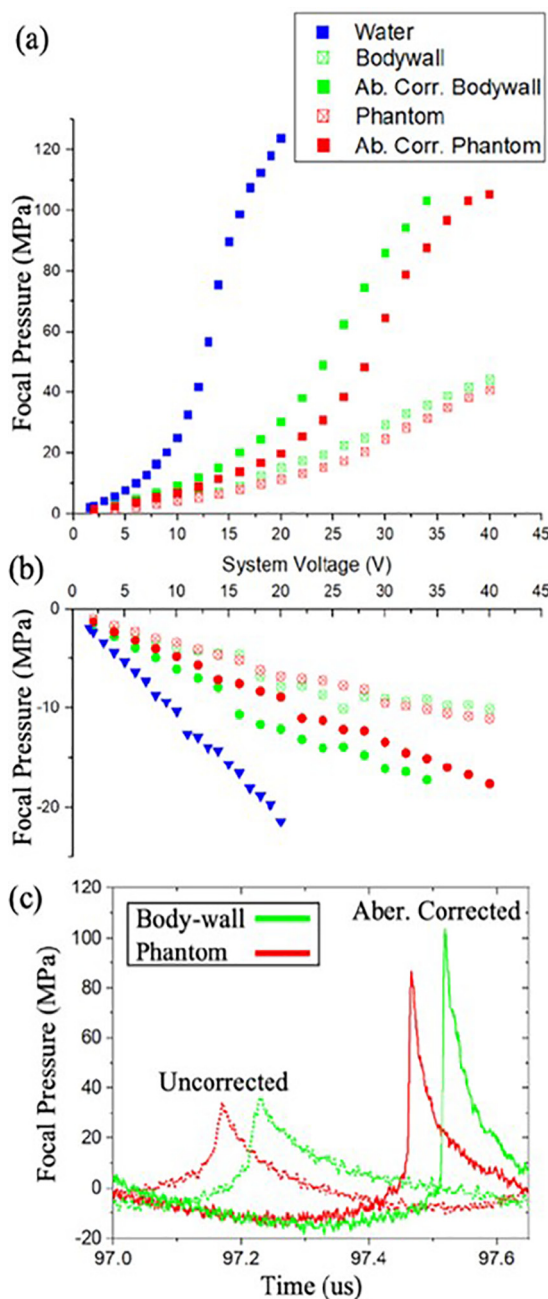 (a)
Water
Bodywall
Ab. Corr. Bodywall
Phantom
Ab. Corr. Phantom
120
100
80
60
40
20
0
Focal Pressure (MPa)
0 5 10 15 20 25 30 35 40 45
System Voltage (V)
(b)
0 5 10 15 20 25 30 35 40 45
0
-10
-20
Focal Pressure (MPa)
(c)
Body-wall
Phantom
Aber. Corrected
Uncorrected
120
100
80
60
40
20
0
-20
Focal Pressure (MPa)
97.0 97.2 97.4 97.6
Time (us)